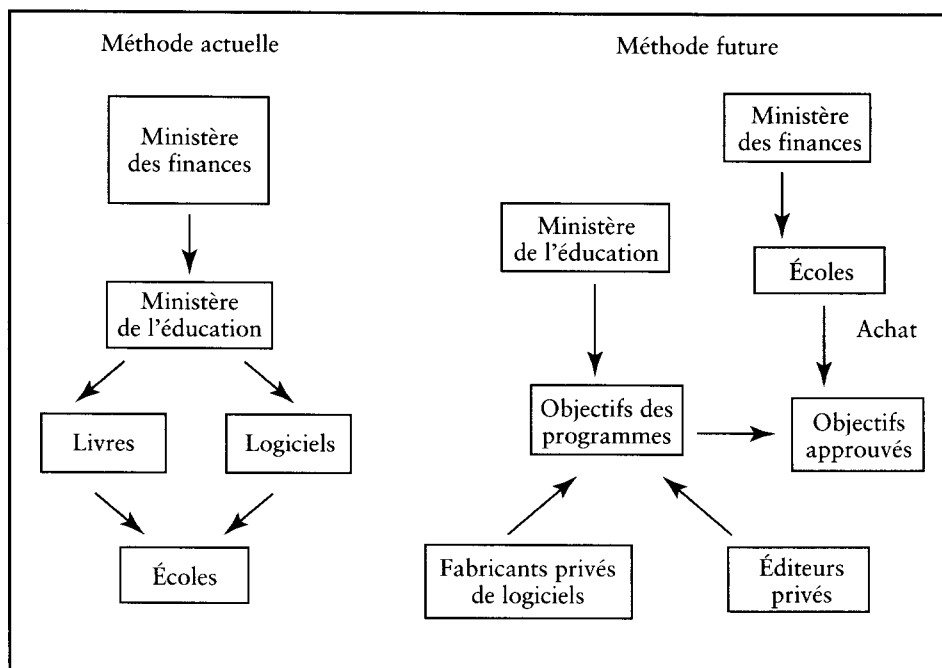 Méthode actuelle
Ministère
des finances
Ministère
de l'éducation
Livres
Logiciels
Écoles
Méthode future
Ministère
des finances
Ministère
de l'éducation
Écoles
Achat
Objectifs des
programmes
Objectifs
approuvés
Fabricants privés
de logiciels
Éditeurs
privés